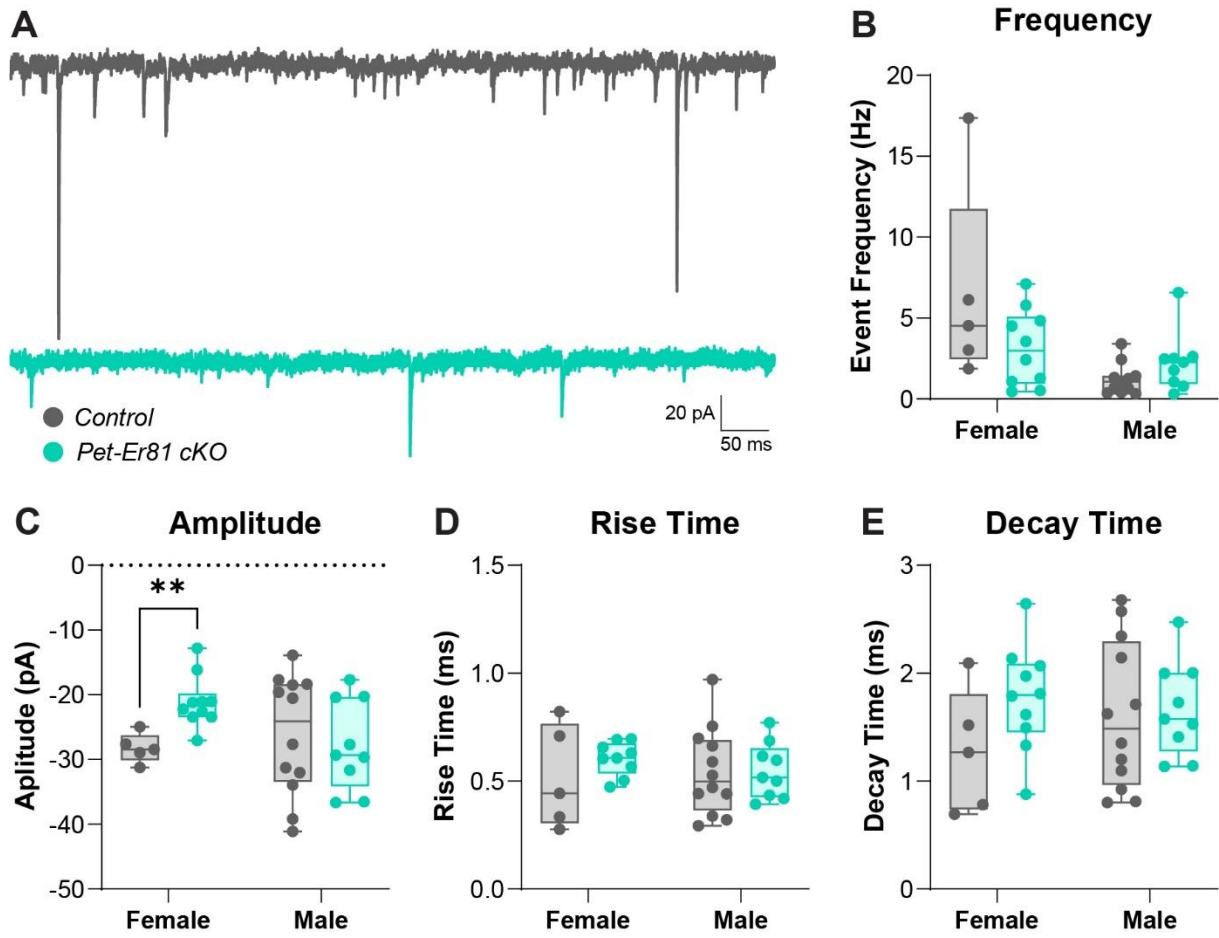 A
Control
Pet-Er81 cKO
20 pA
50 ms
B
Frequency
Event Frequency (Hz)
20
15
10
5
0
Female
Male
C
Amplitude
Aplitude (pA)
0
-10
-20
-30
-40
-50
**
Female
Male
D
Rise Time
Rise Time (ms)
1.5
1.0
0.5
0.0
Female
Male
E
Decay Time
Decay Time (ms)
3
2
1
0
Female
Male